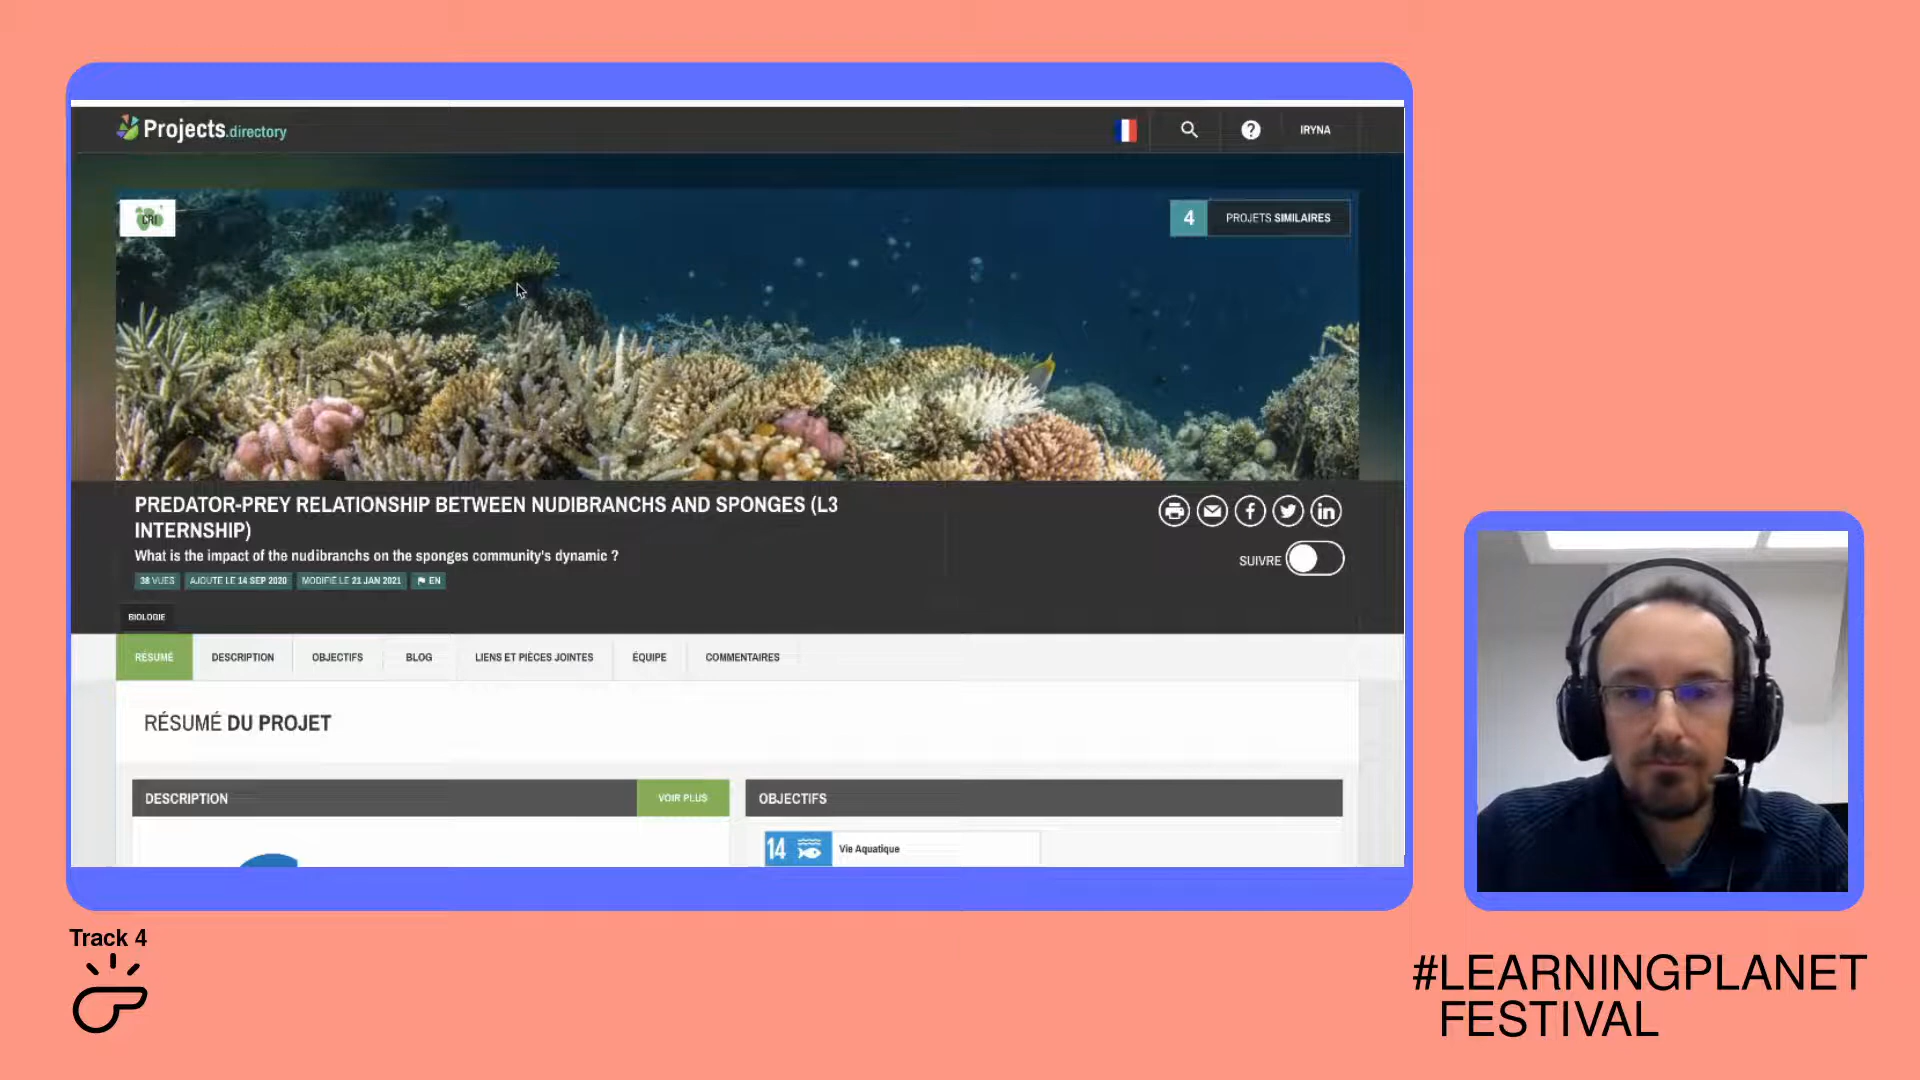 Projects.directory
IRYNA
CRI
4 PROJETS SIMILAIRES
PREDATOR-PREY RELATIONSHIP BETWEEN NUDIBRANCHS AND SPONGES (L3
INTERNSHIP)
What is the impact of the nudibranchs on the sponges community's dynamic ?
38 VUES AJOUTÉ LE 14 SEP 2020 MODIFIÉ LE 21 JAN 2021 EN
SUIVRE
BIOLOGIE
RÉSUMÉ DESCRIPTION OBJECTIFS BLOG LIENS ET PIÈCES JOINTES ÉQUIPE COMMENTAIRES
RÉSUMÉ DU PROJET
DESCRIPTION VOIR PLUS OBJECTIFS
14 Vie Aquatique
Track 4
#LEARNINGPLANET
FESTIVAL